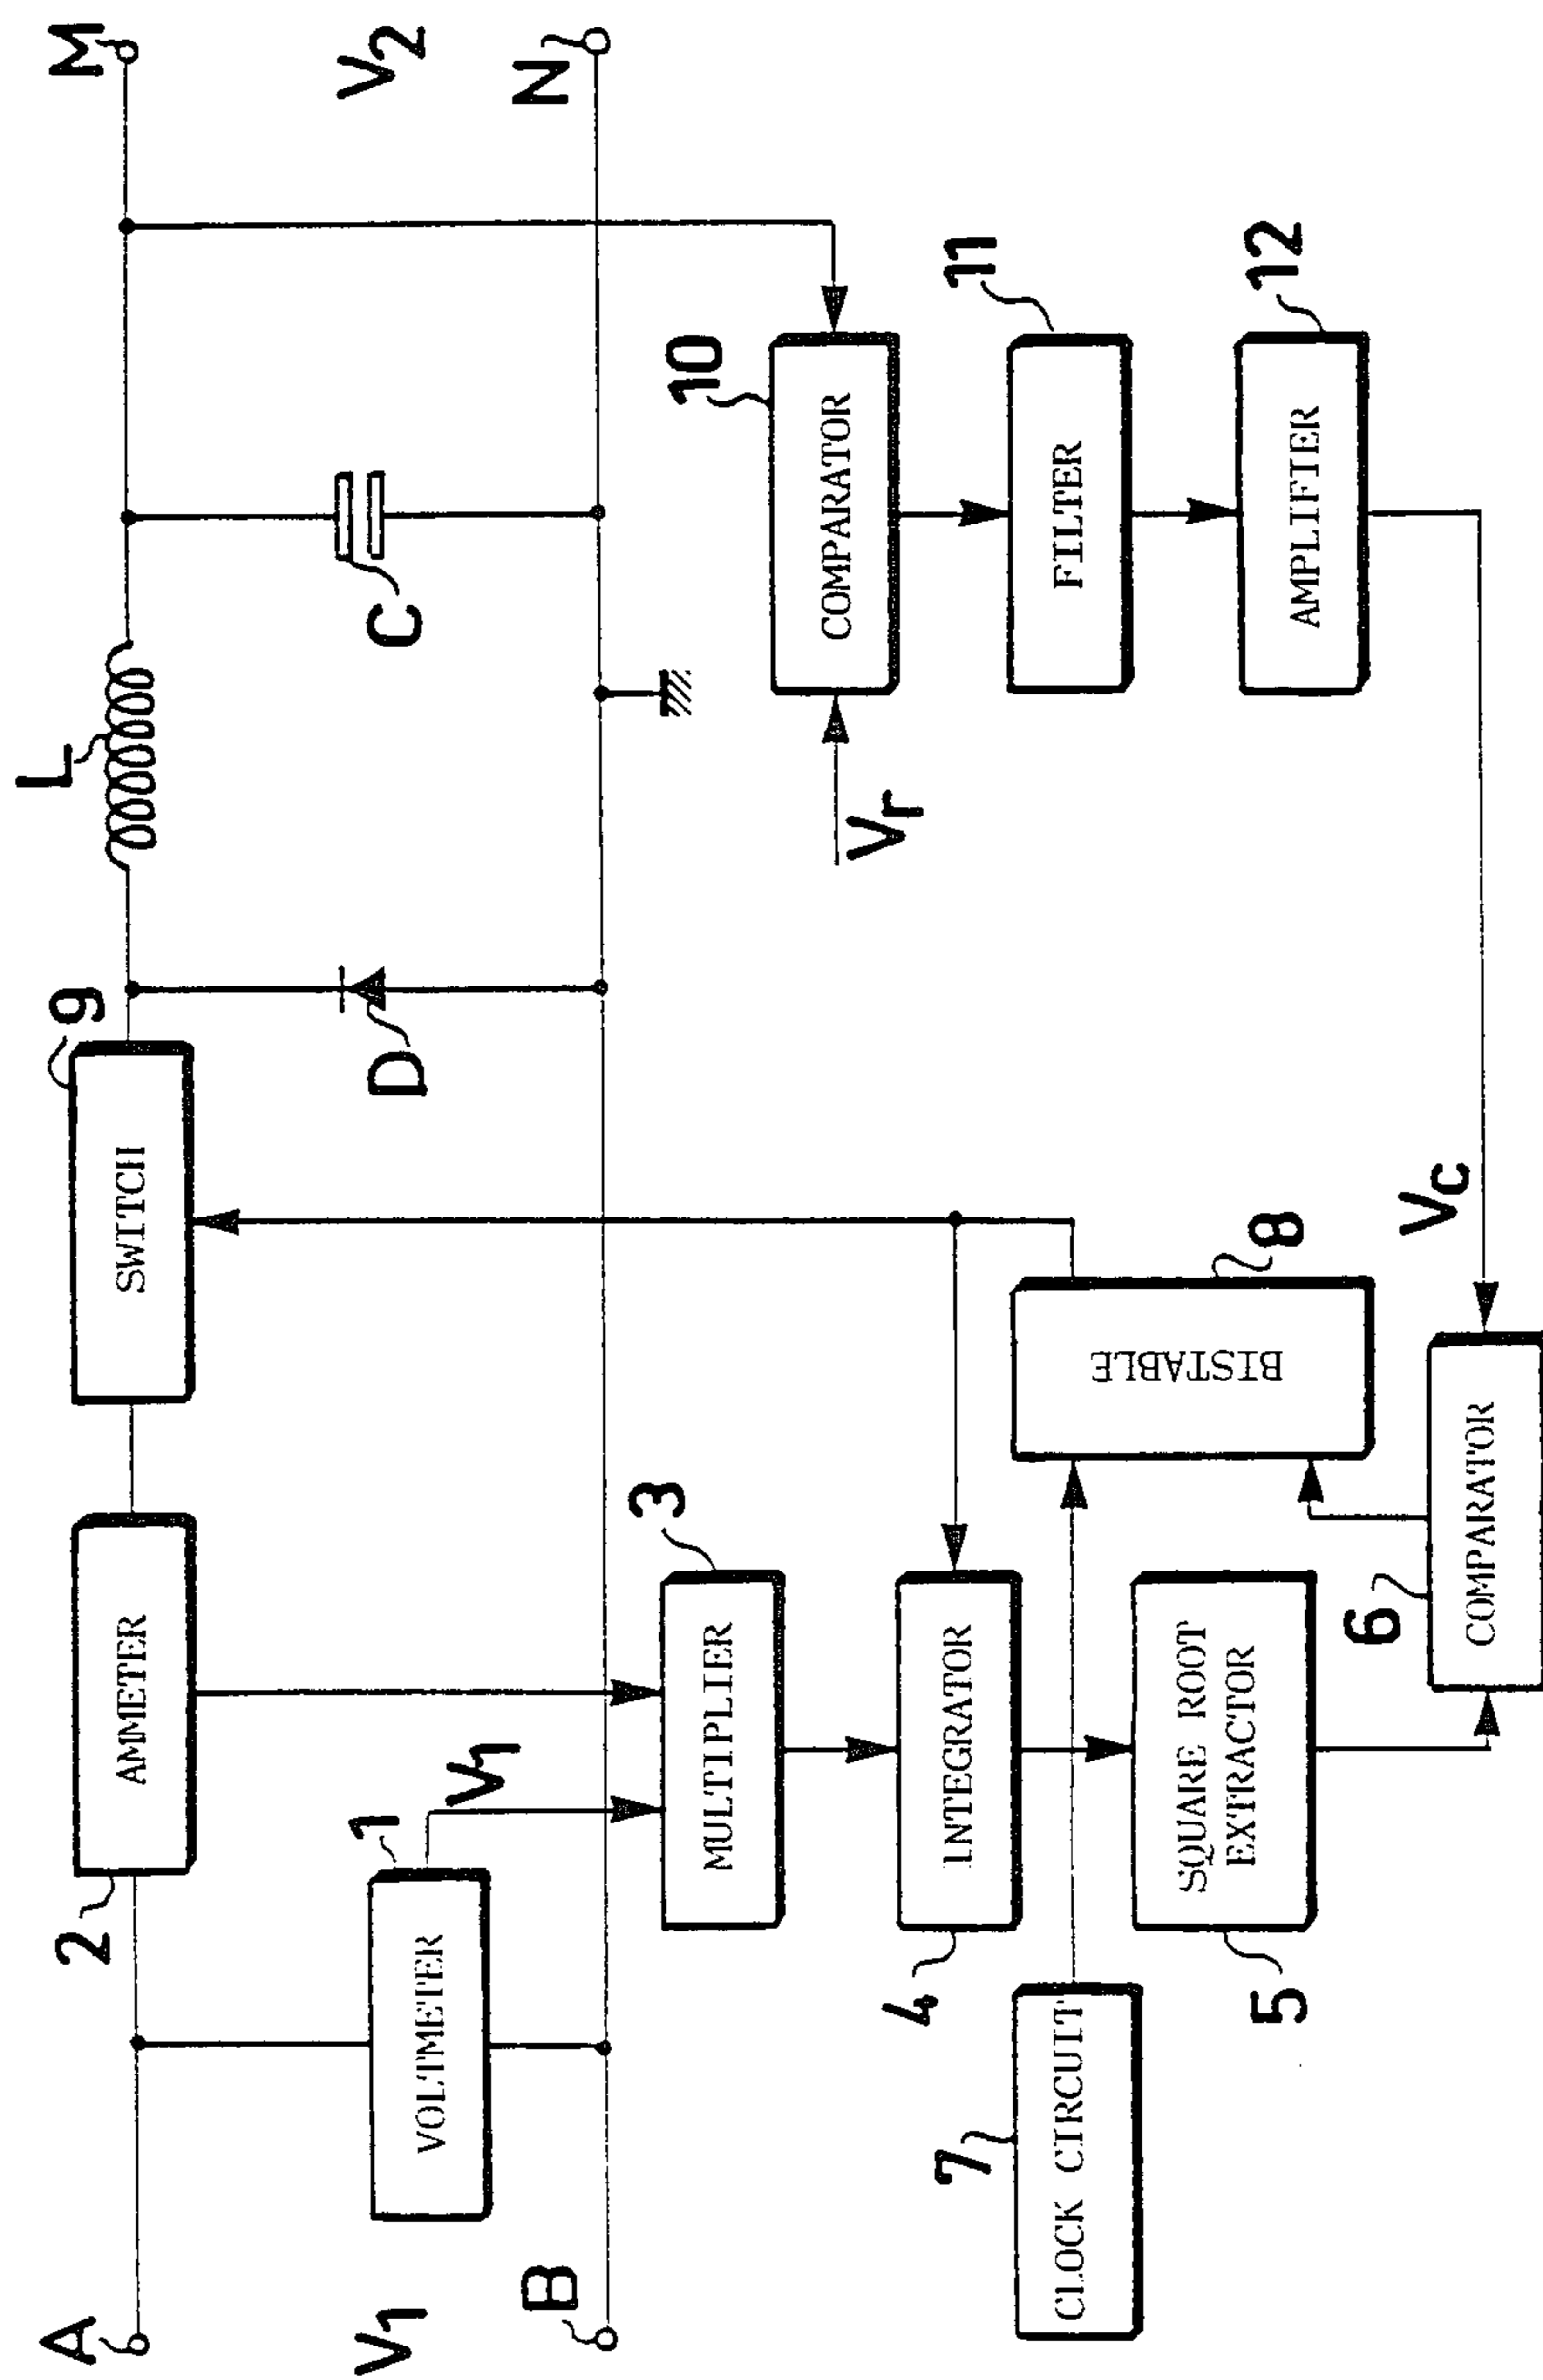 A
V1
B
2
AMMETER
1
VOLTMETER
V1
9
SWITCH
D
L
C
M
V2
N
3
MULTIPLIER
4
INTEGRATOR
7
CLOCK CIRCUIT
5
SQUARE ROOT
EXTRACTOR
6
COMPARATOR
8
BISTABLE
Vc
Vr
10
COMPARATOR
11
FILTER
12
AMPLIFIER